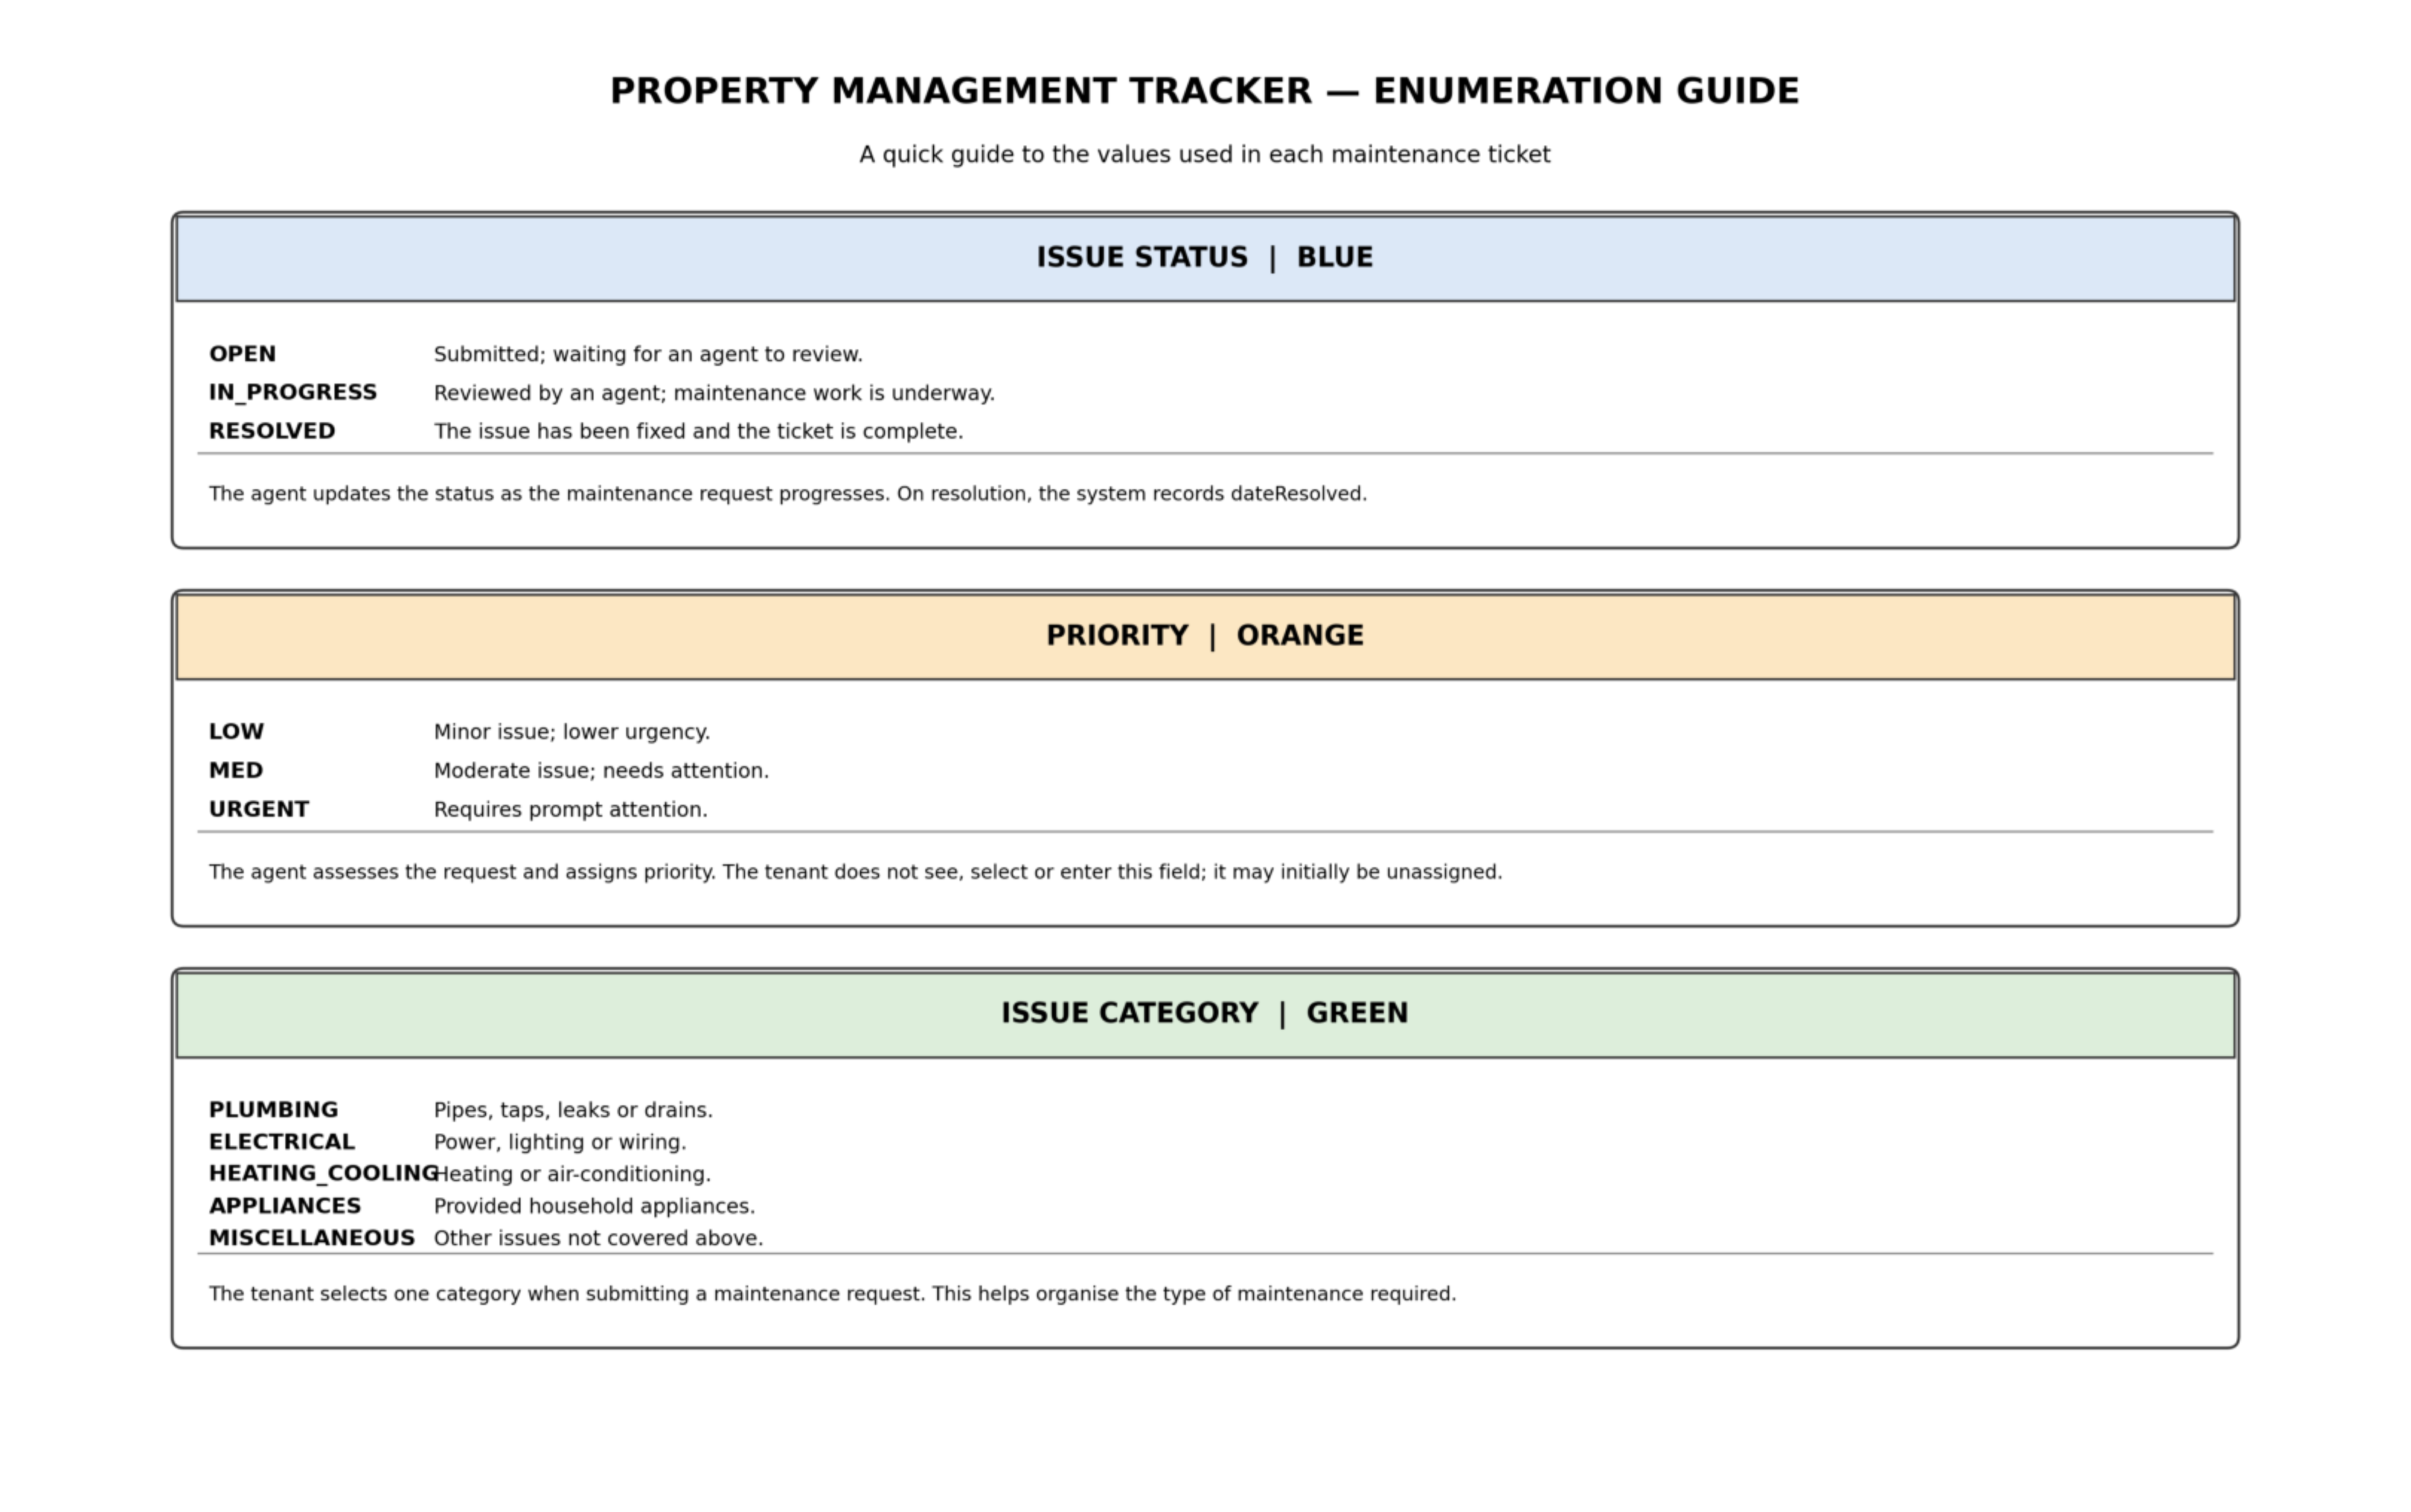 PROPERTY MANAGEMENT TRACKER — ENUMERATION GUIDE
A quick guide to the values used in each maintenance ticket
ISSUE STATUS | BLUE
OPEN Submitted; waiting for an agent to review.
IN_PROGRESS Reviewed by an agent; maintenance work is underway.
RESOLVED The issue has been fixed and the ticket is complete.
The agent updates the status as the maintenance request progresses. On resolution, the system records dateResolved.
PRIORITY | ORANGE
LOW Minor issue; lower urgency.
MED Moderate issue; needs attention.
URGENT Requires prompt attention.
The agent assesses the request and assigns priority. The tenant does not see, select or enter this field; it may initially be unassigned.
ISSUE CATEGORY | GREEN
PLUMBING Pipes, taps, leaks or drains.
ELECTRICAL Power, lighting or wiring.
HEATING_COOLING Heating or air-conditioning.
APPLIANCES Provided household appliances.
MISCELLANEOUS Other issues not covered above.
The tenant selects one category when submitting a maintenance request. This helps organise the type of maintenance required.